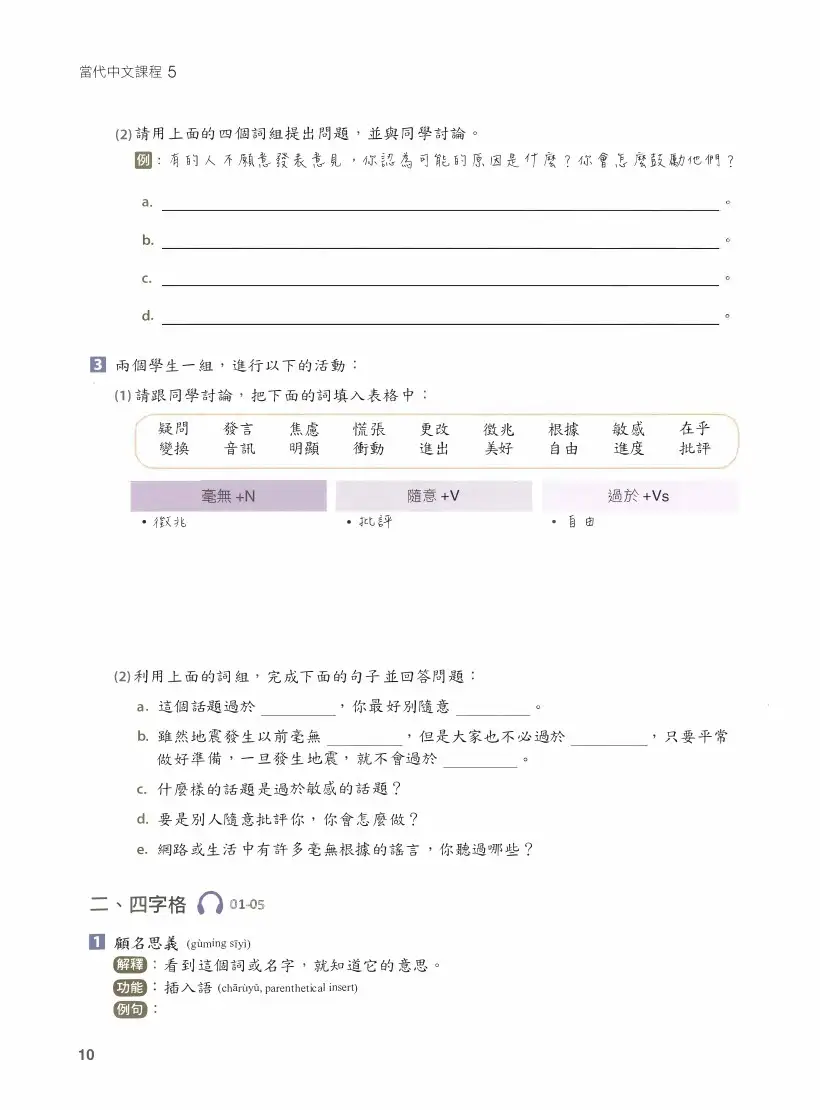 當代中文課程 5
(2)請用上面的四個詞組提出問題，並與同學討論。
例：有的人不願意發表意見，你認為可能的原因是什麼？你會怎麼鼓勵他們？
a. ＿＿＿＿＿＿＿＿。
b. ＿＿＿＿＿＿＿＿。
c. ＿＿＿＿＿＿＿＿。
d. ＿＿＿＿＿＿＿＿。
3 兩個學生一組，進行以下的活動：
(1)請跟同學討論，把下面的詞填入表格中：
疑問 發言 焦慮 慌張 更改 徵兆 根據 敏感 在乎
變換 音訊 明顯 衝動 進出 美好 自由 進度 批評
毫無+N 隨意+V 過於+Vs
•徵兆 •批評 •自由
(2)利用上面的詞組，完成下面的句子並回答問題：
a. 這個話題過於 ________，你最好別隨意 ________。
b. 雖然地震發生以前毫無 ________，但是大家也不必過於 ________，只要平常
做好準備，一旦發生地震，就不會過於 ________。
c. 什麼樣的話題是過於敏感的話題？
d. 要是別人隨意批評你，你會怎麼做？
e. 網路或生活中有許多毫無根據的謠言，你聽過哪些？
二、四字格 01-05
1 顧名思義 (gùmíng sīyì)
解釋：看到這個詞或名字，就知道它的意思。
功能：插入語 (chārùyǔ, parenthetical insert)
例句：
10